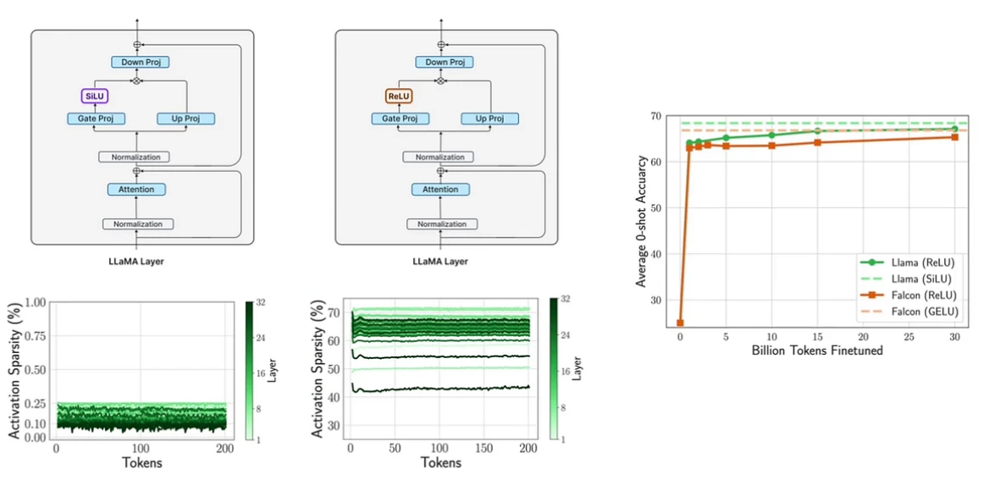 Down Proj
SiLU
Gate Proj
Up Proj
Normalization
Attention
Normalization
LLaMA Layer
Down Proj
ReLU
Gate Proj
Up Proj
Normalization
Attention
Normalization
LLaMA Layer
Activation Sparsity (%)
1.00
0.75
0.50
0.25
0.10
0.00
0
100
200
Tokens
32
24
16
8
1
Layer
Activation Sparsity (%)
70
60
50
40
30
0
50
100
150
200
Tokens
32
24
16
8
1
Layer
Average 0-shot Accuarcy
70
60
50
40
30
0
5
10
15
20
25
30
Billion Tokens Finetuned
Llama (ReLU)
Llama (SiLU)
Falcon (ReLU)
Falcon (GELU)